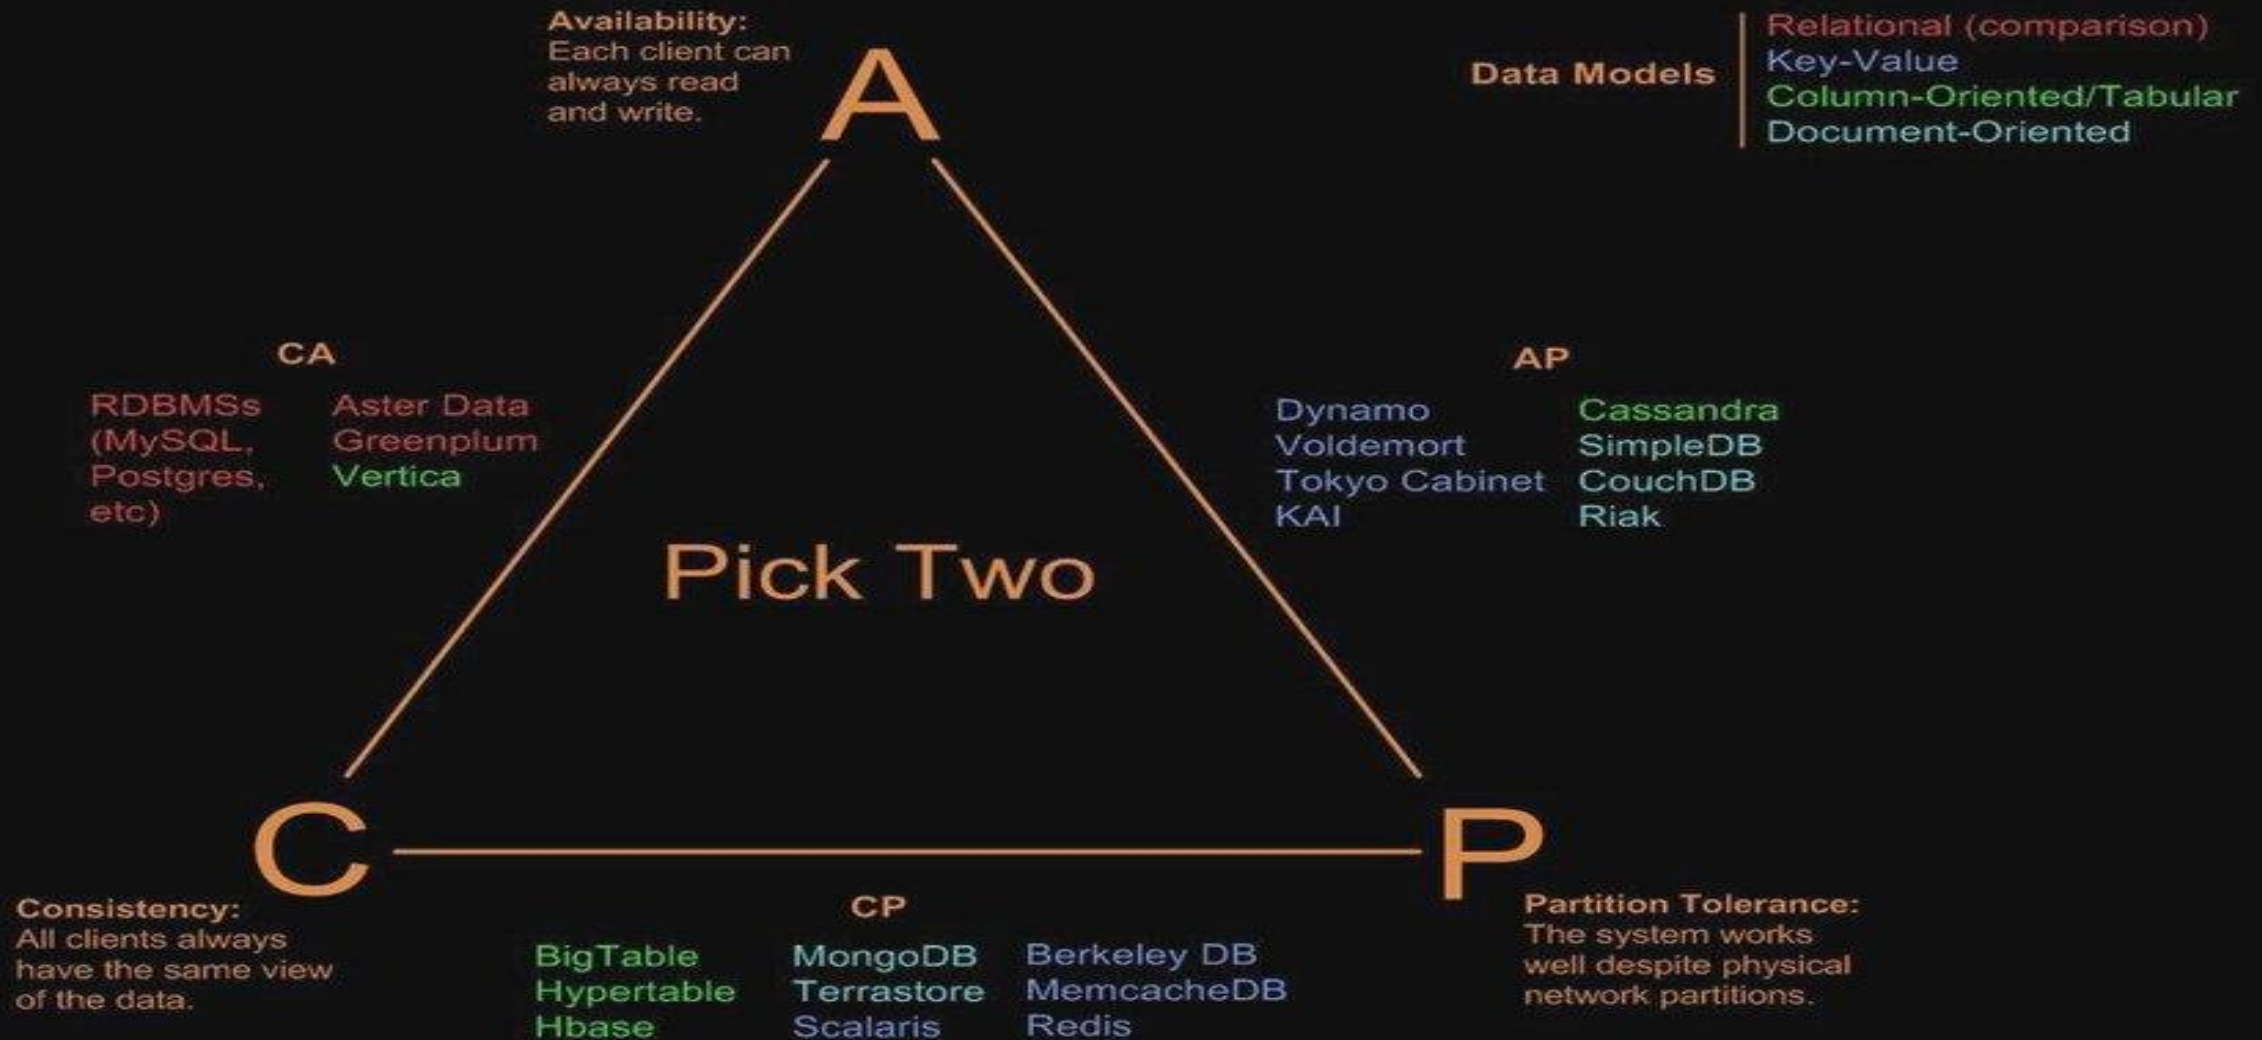 Availability:
Each client can
always read
and write.
A
Data Models
Relational (comparison)
Key-Value
Column-Oriented/Tabular
Document-Oriented
CA
RDBMSs
(MySQL,
Postgres,
etc)
Aster Data
Greenplum
Vertica
AP
Dynamo
Voldemort
Tokyo Cabinet
KAI
Cassandra
SimpleDB
CouchDB
Riak
Pick Two
C
Consistency:
All clients always
have the same view
of the data.
P
Partition Tolerance:
The system works
well despite physical
network partitions.
CP
BigTable
Hypertable
Hbase
MongoDB
Terrastore
Scalaris
Berkeley DB
MemcacheDB
Redis